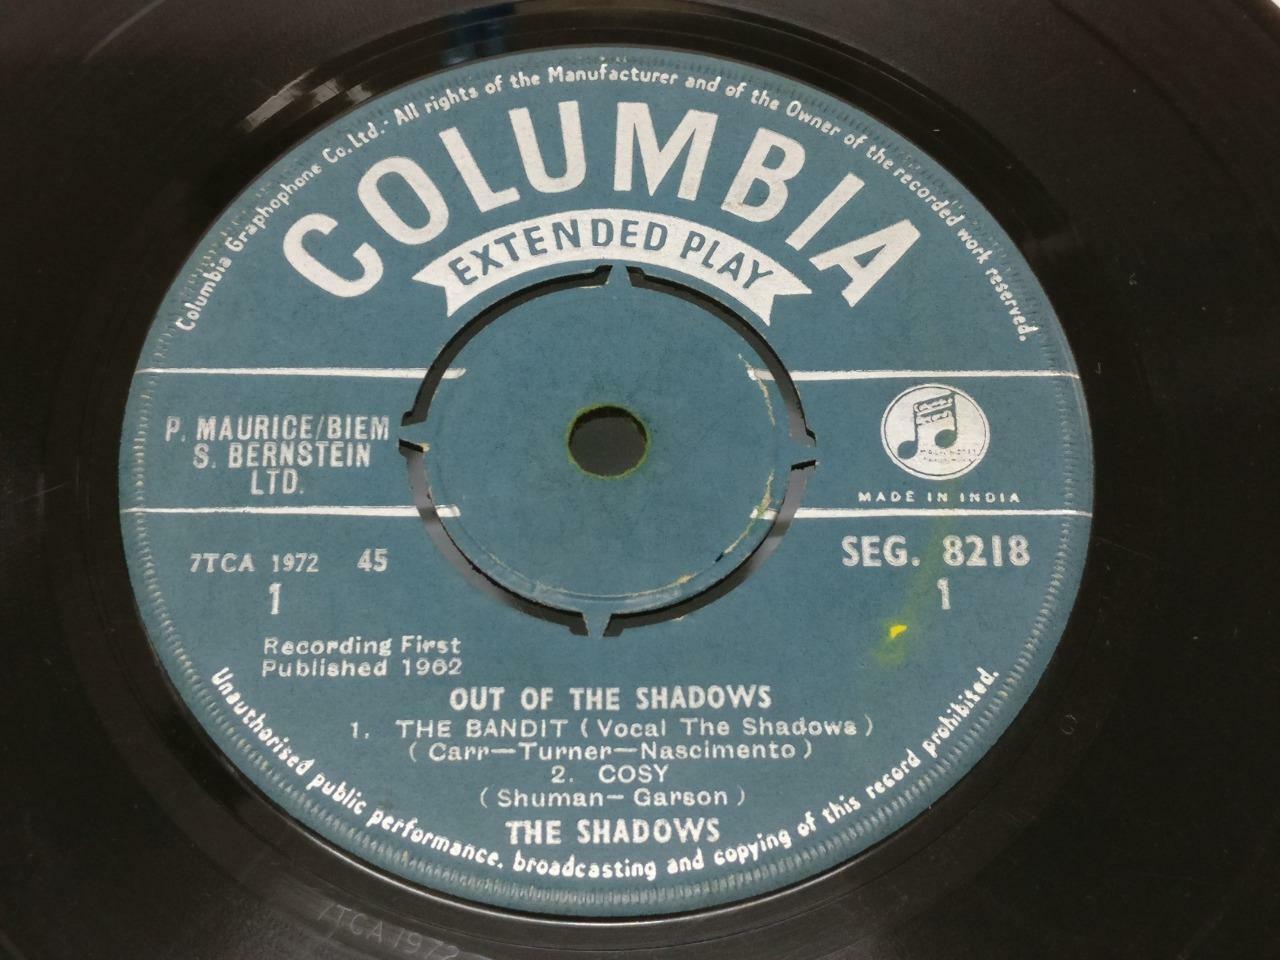 Columbia Graphophone Co. Ltd.· All rights of the Manufacturer and of the Owner of the recorded work reserved.
COLUMBIA
EXTENDED PLAY
P. MAURICE/BIEM
S. BERNSTEIN
LTD.
MADE IN INDIA
7TCA 1972 45
1
SEG. 8218
1
Recording First
Published 1962
OUT OF THE SHADOWS
1. THE BANDIT (Vocal The Shadows)
(Carr—Turner—Nascimento)
2. COSY
(Shuman—Garson)
THE SHADOWS
Unauthorised public performance, broadcasting and copying of this record prohibited.
7TCA 1972